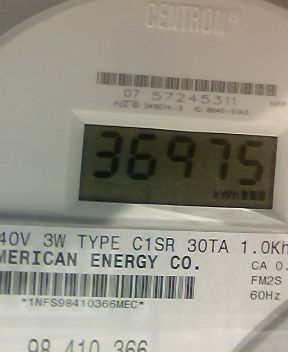 CENTRON®
07 57245311
36975
kWh
40V 3W TYPE C1SR 30TA 1.0Kh
MERICAN ENERGY CO.
CA 0.
FM2S
60Hz
*1NFS98410366MEC*
98 410 366